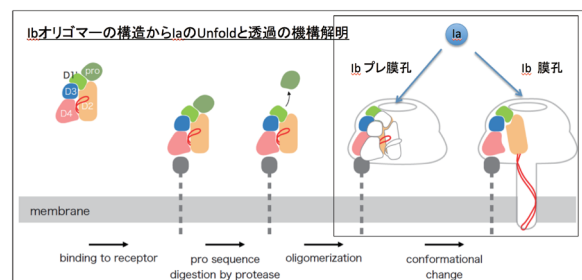 Ibオリゴマーの構造からIaのUnfoldと透過の機構解明
Ia
Ib プレ膜孔
Ib 膜孔
D1'
pro
D3
D2
D4
membrane
binding to receptor
pro sequence
digestion by protease
oligomerization
conformational
change